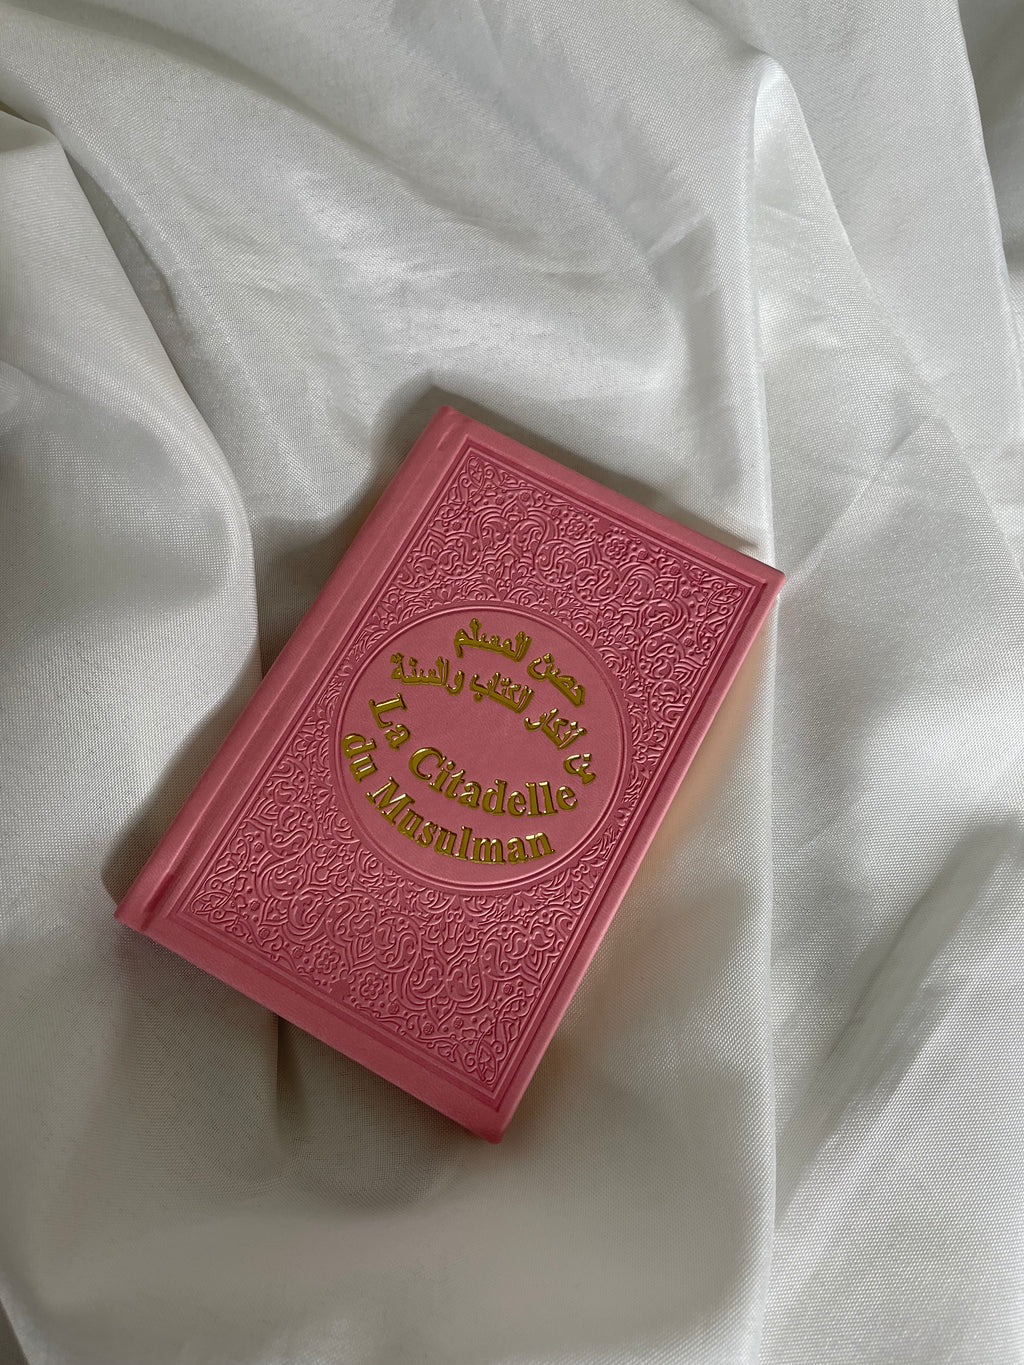 حصن المسلم
من أذكار الكتاب والسنة
La Citadelle
du Musulman